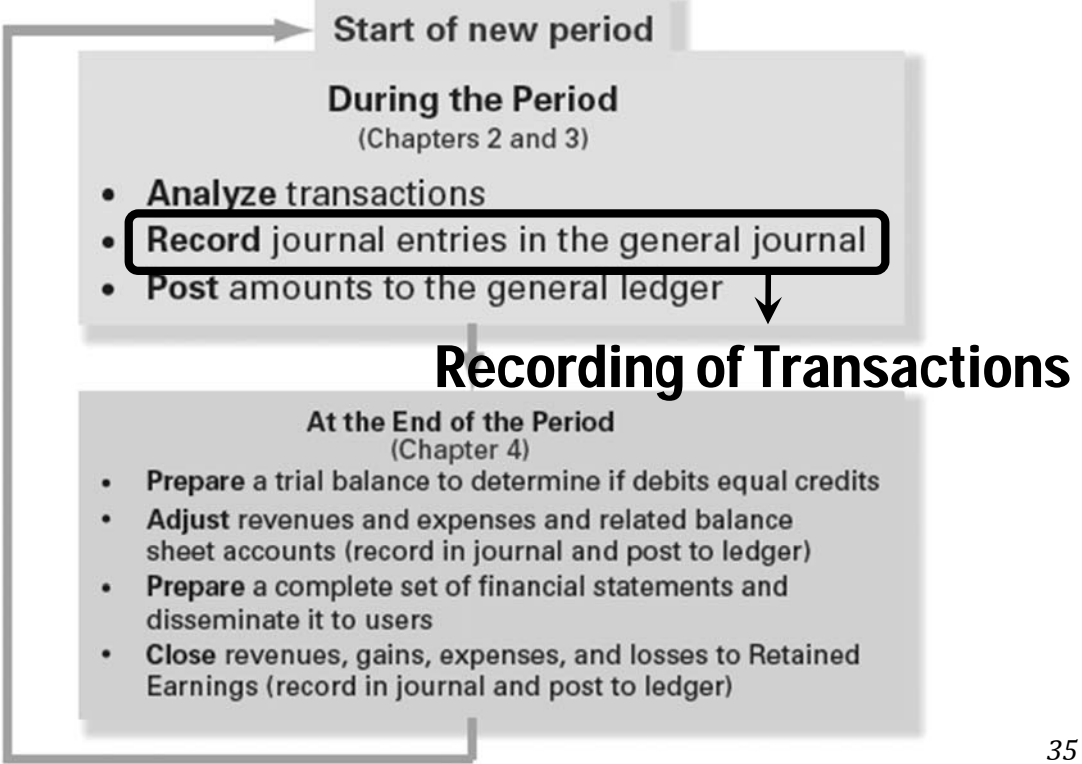 Start of new period
During the Period
(Chapters 2 and 3)
• Analyze transactions
• Record journal entries in the general journal
• Post amounts to the general ledger
Recording of Transactions
At the End of the Period
(Chapter 4)
• Prepare a trial balance to determine if debits equal credits
• Adjust revenues and expenses and related balance
sheet accounts (record in journal and post to ledger)
• Prepare a complete set of financial statements and
disseminate it to users
• Close revenues, gains, expenses, and losses to Retained
Earnings (record in journal and post to ledger)
35